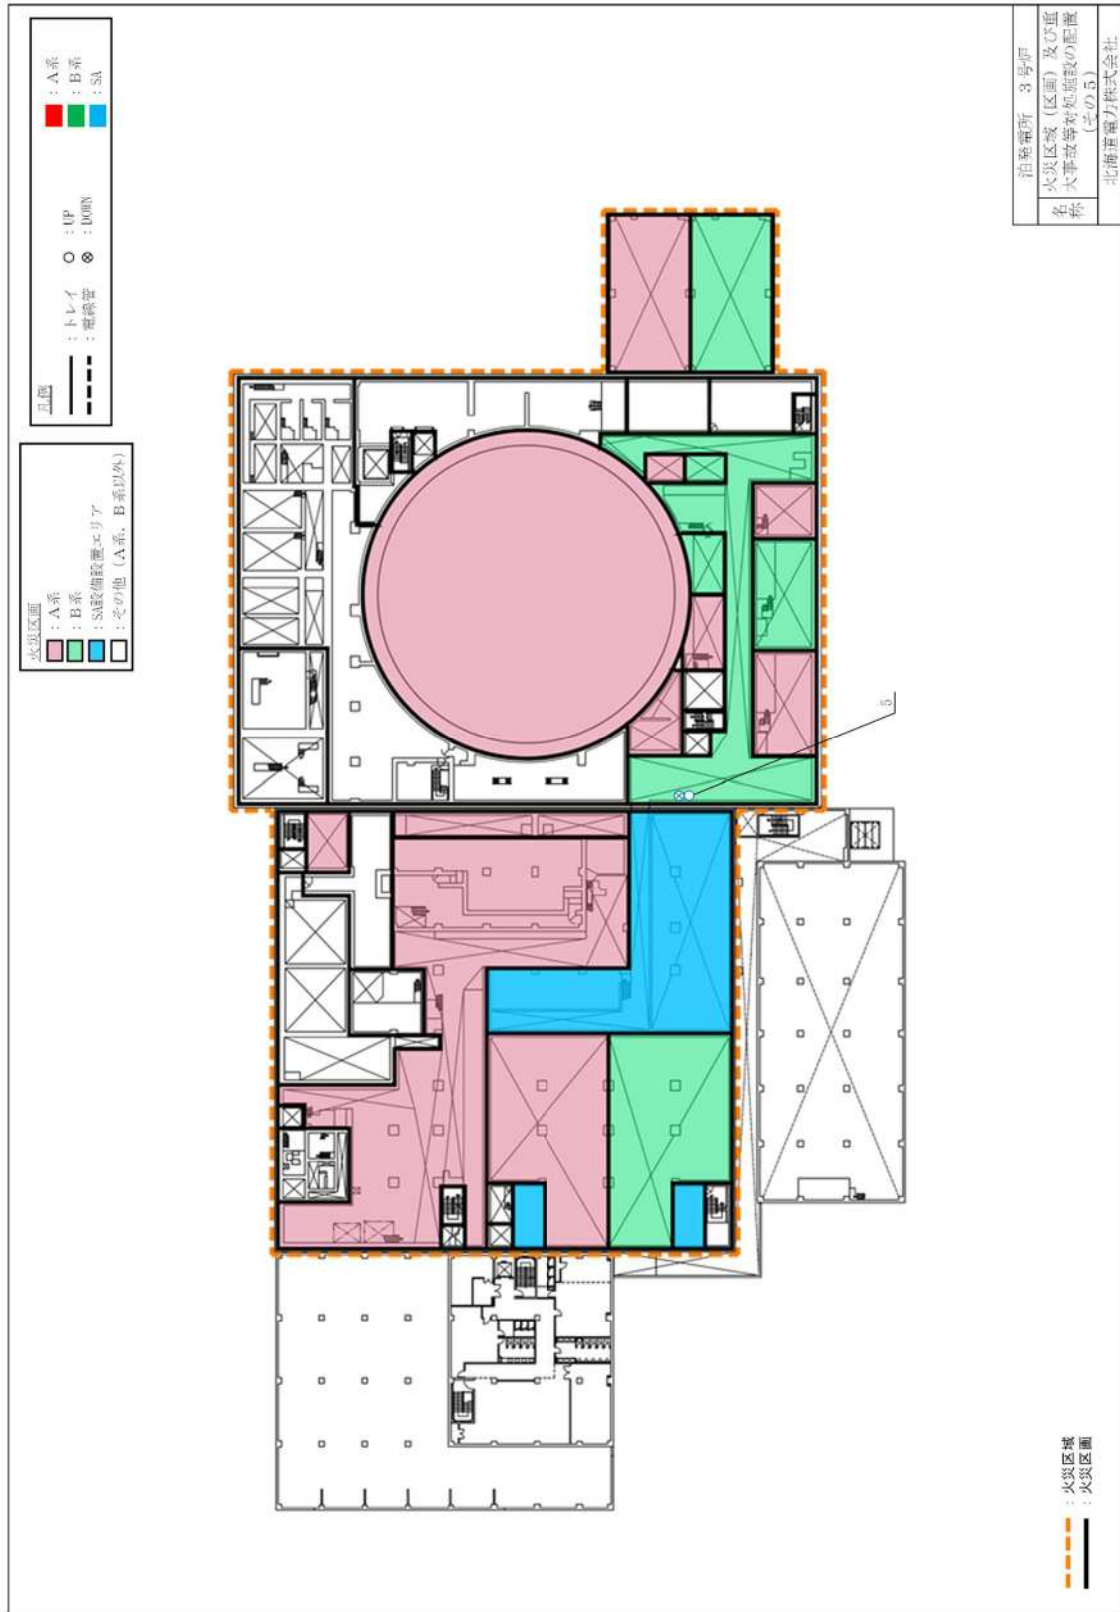 火災区画
: A系
: B系
: SA設備設置エリア
: その他（A系、B系以外）
凡例
: トレイ ○ : UP : A系
: 電線管 ⊗ : DOWN : B系
: SA
5
: 火災区域
: 火災区画
泊発電所 3号炉
名称
火災区域（区画）及び重
大事故等対処施設の配置
（その5）
北海道電力株式会社